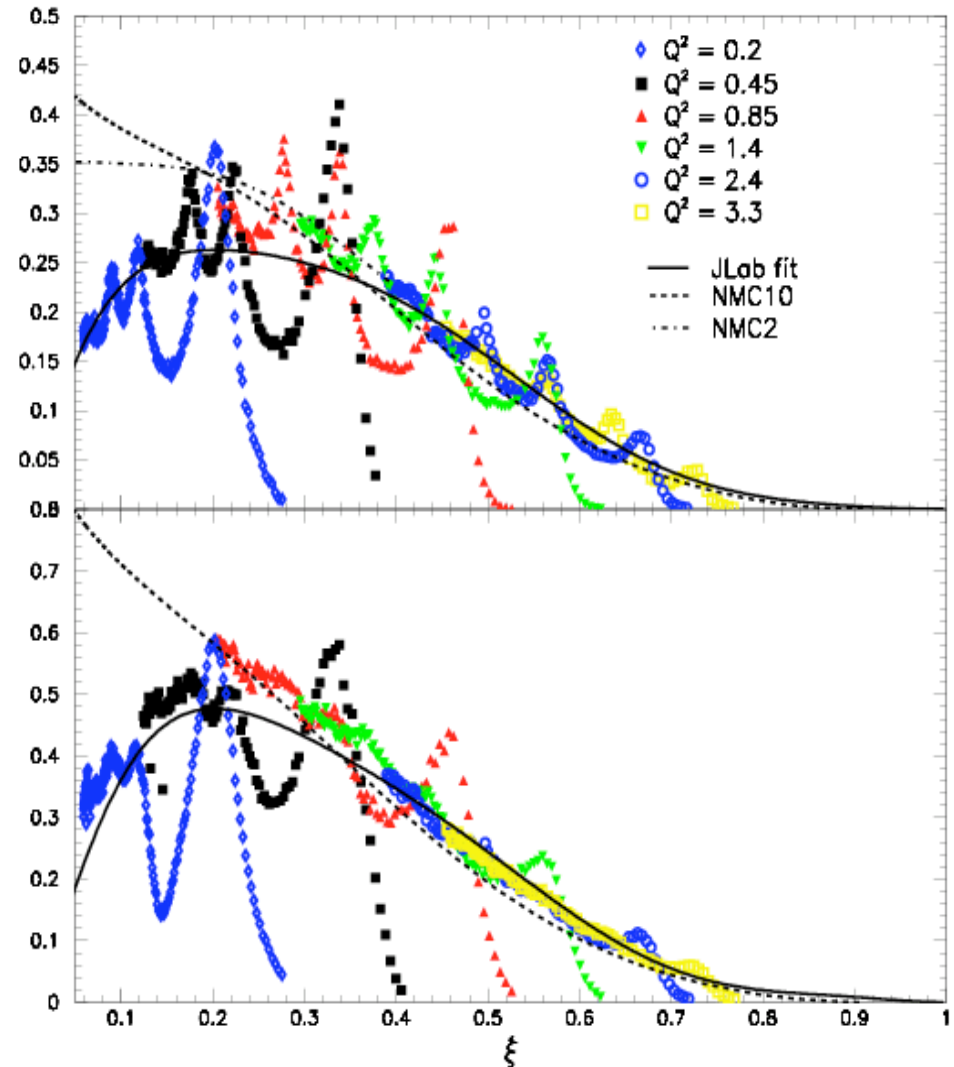 0.5
0.45
0.4
0.35
0.3
0.25
0.2
0.15
0.1
0.05
0.8
Q² = 0.2
Q² = 0.45
Q² = 0.85
Q² = 1.4
Q² = 2.4
Q² = 3.3
JLab fit
NMC10
NMC2
0.7
0.6
0.5
0.4
0.3
0.2
0.1
0
0.1 0.2 0.3 0.4 0.5 0.6 0.7 0.8 0.9 1
ξ